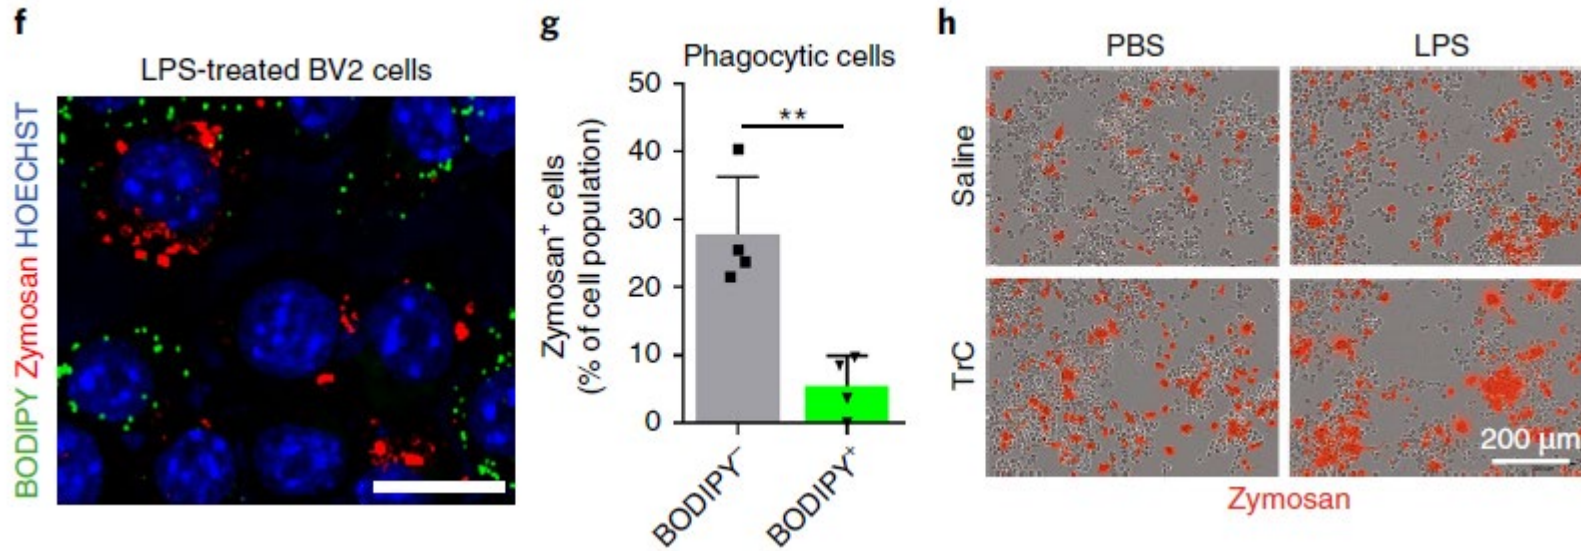 f
LPS-treated BV2 cells
BODIPY Zymosan HOECHST
g
Phagocytic cells
Zymosan⁺ cells
(% of cell population)
50
40
30
20
10
0
**
BODIPY⁻
BODIPY⁺
h
PBS
LPS
Saline
TrC
200 µm
Zymosan